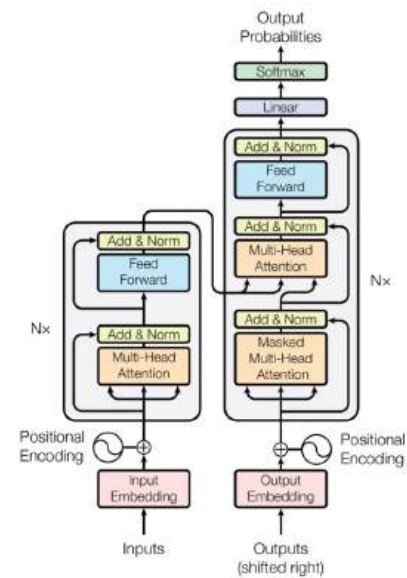 Output
Probabilities
Softmax
Linear
Add & Norm
Feed
Forward
Add & Norm
Multi-Head
Attention
Nx
Add & Norm
Masked
Multi-Head
Attention
Add & Norm
Feed
Forward
Nx
Add & Norm
Multi-Head
Attention
Positional
Encoding
Positional
Encoding
Input
Embedding
Output
Embedding
Inputs
Outputs
(shifted right)